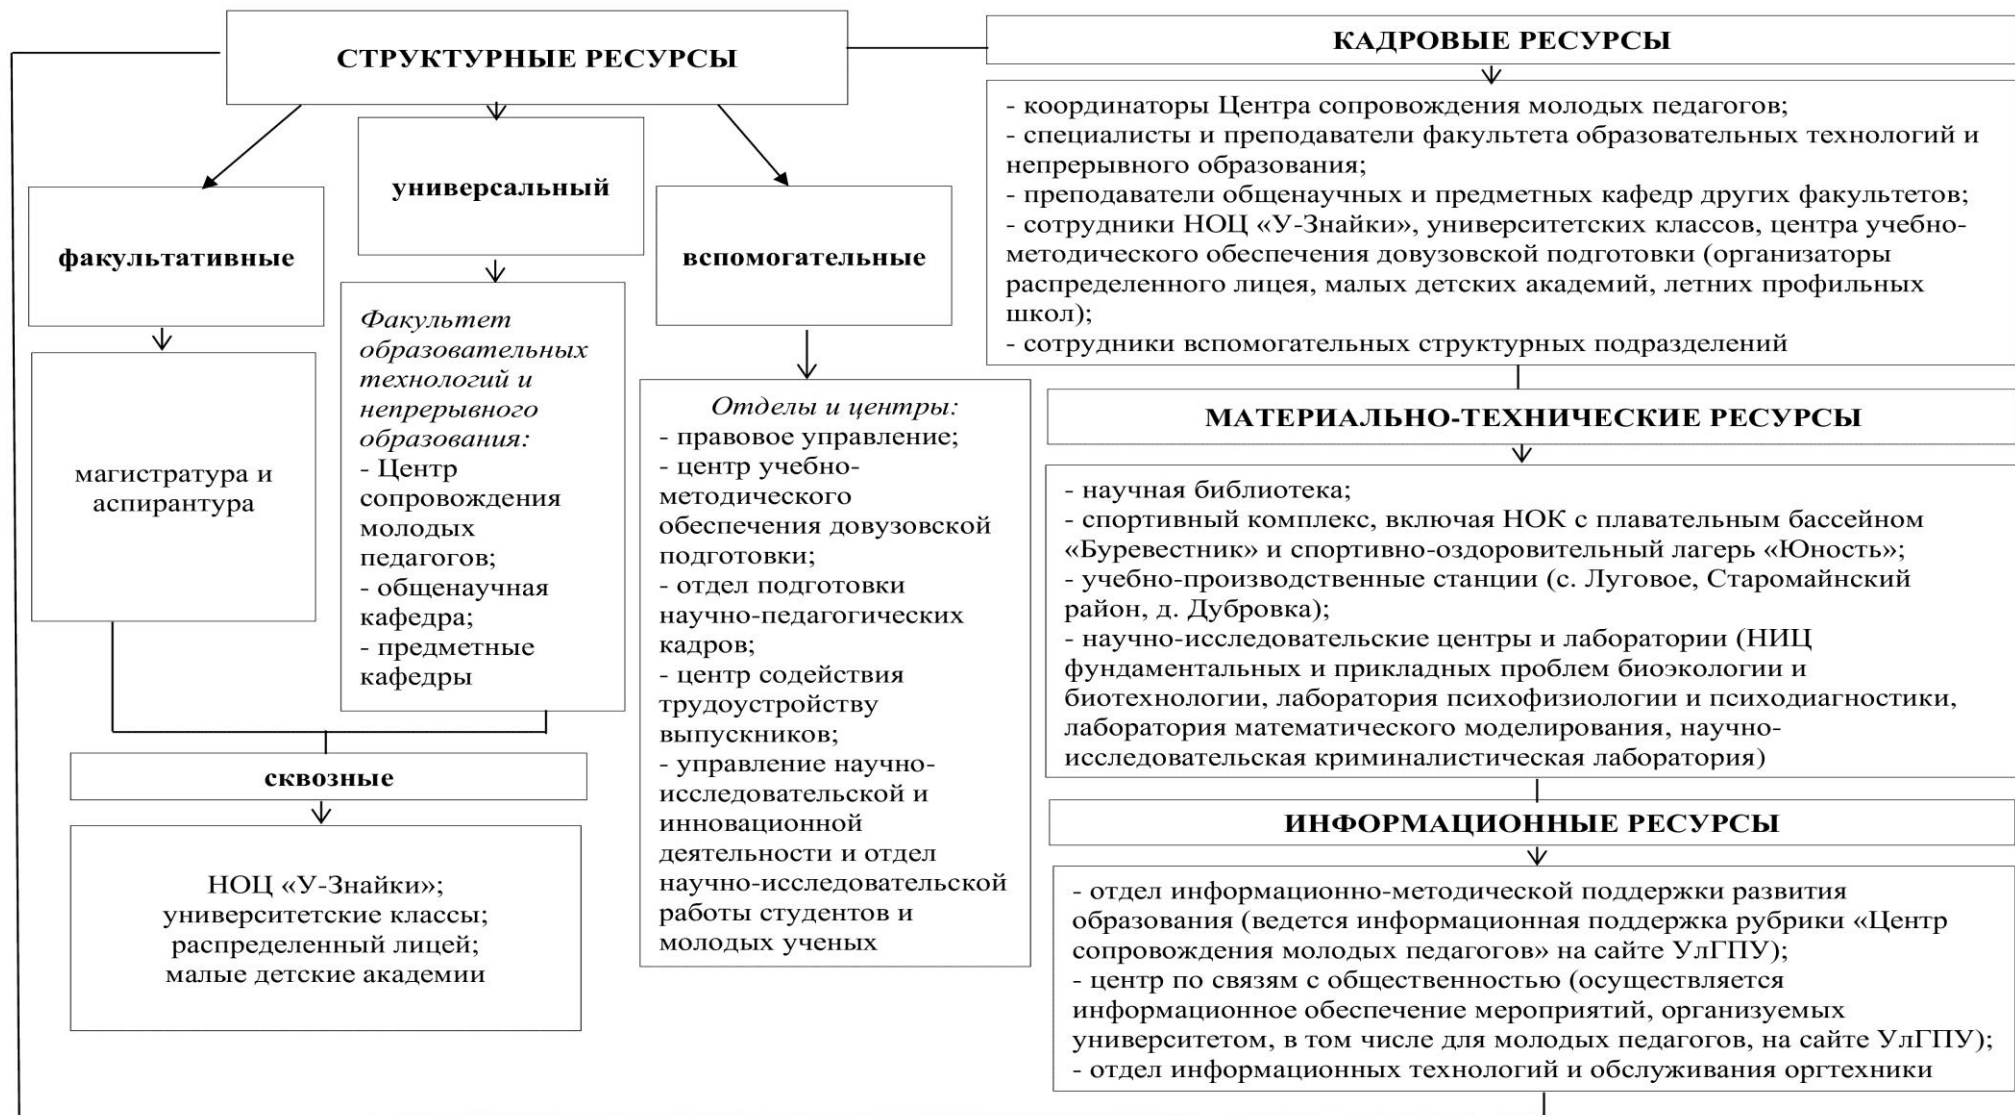 СТРУКТУРНЫЕ РЕСУРСЫ
факультативные
магистратура и
аспирантура
универсальный
Факультет
образовательных
технологий и
непрерывного
образования:
- Центр
сопровождения
молодых
педагогов;
- общенаучная
кафедра;
- предметные
кафедры
вспомогательные
Отделы и центры:
- правовое управление;
- центр учебно-
методического
обеспечения довузовской
подготовки;
- отдел подготовки
научно-педагогических
кадров;
- центр содействия
трудоустройству
выпускников;
- управление научно-
исследовательской и
инновационной
деятельности и отдел
научно-исследовательской
работы студентов и
молодых ученых
сквозные
НОЦ «У-Знайки»;
университетские классы;
распределенный лицей;
малые детские академии
КАДРОВЫЕ РЕСУРСЫ
- координаторы Центра сопровождения молодых педагогов;
- специалисты и преподаватели факультета образовательных технологий и
непрерывного образования;
- преподаватели общенаучных и предметных кафедр других факультетов;
- сотрудники НОЦ «У-Знайки», университетских классов, центра учебно-
методического обеспечения довузовской подготовки (организаторы
распределенного лицея, малых детских академий, летних профильных
школ);
- сотрудники вспомогательных структурных подразделений
МАТЕРИАЛЬНО-ТЕХНИЧЕСКИЕ РЕСУРСЫ
- научная библиотека;
- спортивный комплекс, включая НОК с плавательным бассейном
«Буревестник» и спортивно-оздоровительный лагерь «Юность»;
- учебно-производственные станции (с. Луговое, Старомайнский
район, д. Дубровка);
- научно-исследовательские центры и лаборатории (НИЦ
фундаментальных и прикладных проблем биоэкологии и
биотехнологии, лаборатория психофизиологии и психодиагностики,
лаборатория математического моделирования, научно-
исследовательская криминалистическая лаборатория)
ИНФОРМАЦИОННЫЕ РЕСУРСЫ
- отдел информационно-методической поддержки развития
образования (ведется информационная поддержка рубрики «Центр
сопровождения молодых педагогов» на сайте УлГПУ);
- центр по связям с общественностью (осуществляется
информационное обеспечение мероприятий, организуемых
университетом, в том числе для молодых педагогов, на сайте УлГПУ);
- отдел информационных технологий и обслуживания оргтехники